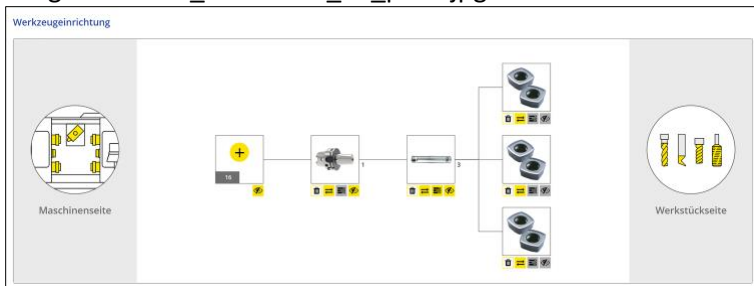 Werkzeugeinrichtung
16
1
3
Maschinenseite
Werkstückseite